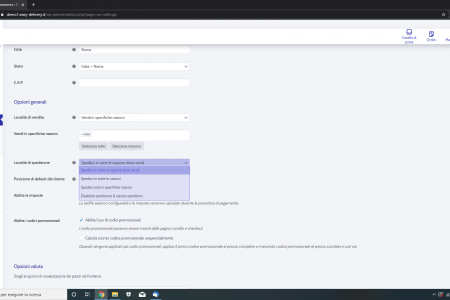 demo1.easy-delivery.it/wp-admin/admin.php?page=wc-settings
Casella di posta
Ordini
Città
Roma
Stato
Italia — Roma
C.A.P.
Opzioni generali
Località di vendita
Vendi in specifiche nazioni
Vendi in specifiche nazioni
×Italia
Seleziona tutto
Seleziona nessuno
Località di spedizione
Spedisci in tutte le nazioni dove vendi
Spedisci in tutte le nazioni dove vendi
Spedisci in tutte le nazioni
Spedisci solo in specifiche nazioni
Disabilita spedizioni & calcolo spedizioni
Posizione di default del cliente
Abilita le imposte
Le tariffe saranno configurabili e le imposte verranno calcolate durante la procedura di pagamento.
Abilita i codici promozionali
Abilita l'uso di codici promozionali
I codici promozionali possono essere inseriti dalle pagine carrello e checkout.
Calcola sconto codice promozionale sequenzialmente
Quando vengono applicati più codici promozionali, applica il primo codice promozionale al prezzo completo e il secondo codice promozionale al prezzo scontato e così via.
Opzioni valuta
Scegli le opzioni di visualizzazione dei prezzi nel frontend.
per eseguire la ricerca